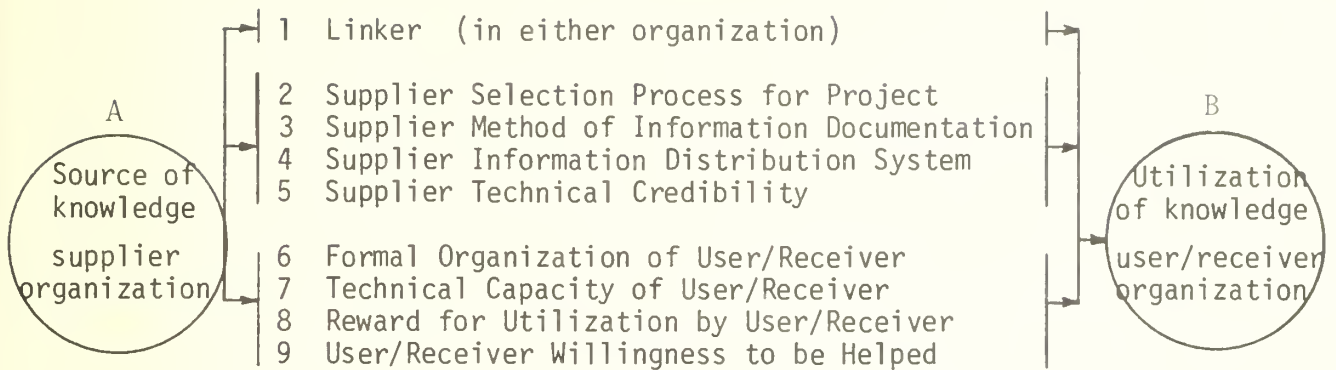 A
Source of
knowledge
supplier
organization
1 Linker (in either organization)
2 Supplier Selection Process for Project
3 Supplier Method of Information Documentation
4 Supplier Information Distribution System
5 Supplier Technical Credibility
6 Formal Organization of User/Receiver
7 Technical Capacity of User/Receiver
8 Reward for Utilization by User/Receiver
9 User/Receiver Willingness to be Helped
B
Utilization
of knowledge
user/receiver
organization